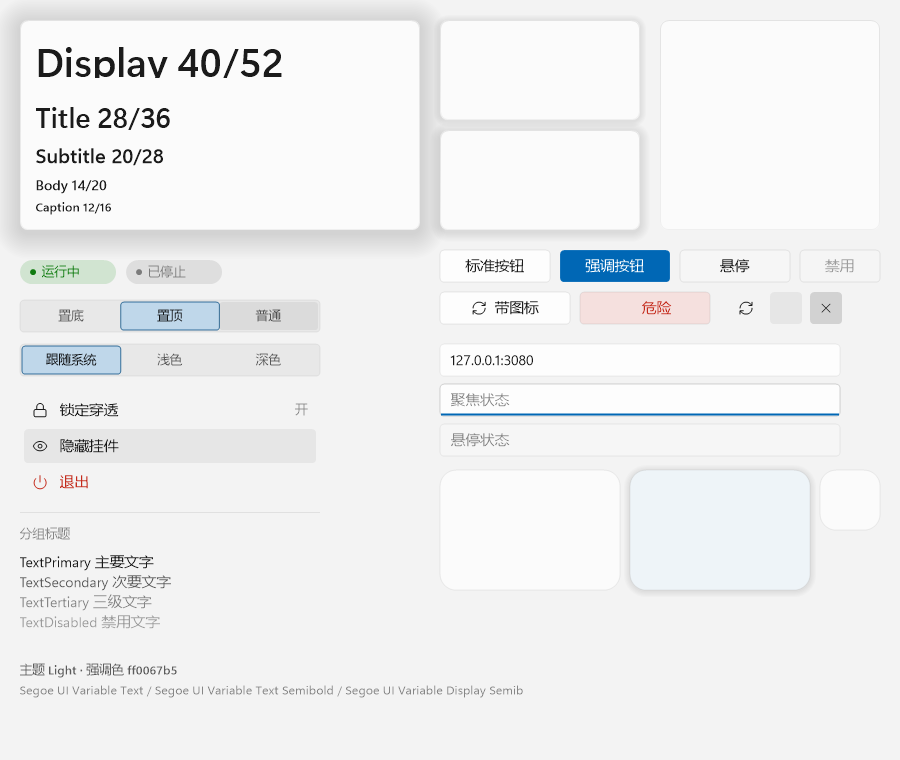 Display 40/52
Title 28/36
Subtitle 20/28
Body 14/20
Caption 12/16
运行中
已停止
标准按钮
强调按钮
悬停
禁用
带图标
危险
置底
置顶
普通
跟随系统
浅色
深色
127.0.0.1:3080
聚焦状态
悬停状态
锁定穿透
开
隐藏挂件
退出
分组标题
TextPrimary 主要文字
TextSecondary 次要文字
TextTertiary 三级文字
TextDisabled 禁用文字
主题 Light · 强调色 ff0067b5
Segoe UI Variable Text / Segoe UI Variable Text Semibold / Segoe UI Variable Display Semib